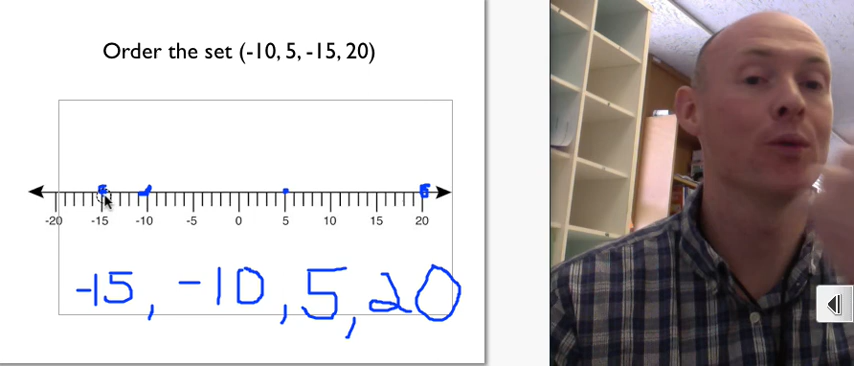 Order the set (-10, 5, -15, 20)
-20 -15 -10 -5 0 5 10 15 20
-15, -10, 5, 20